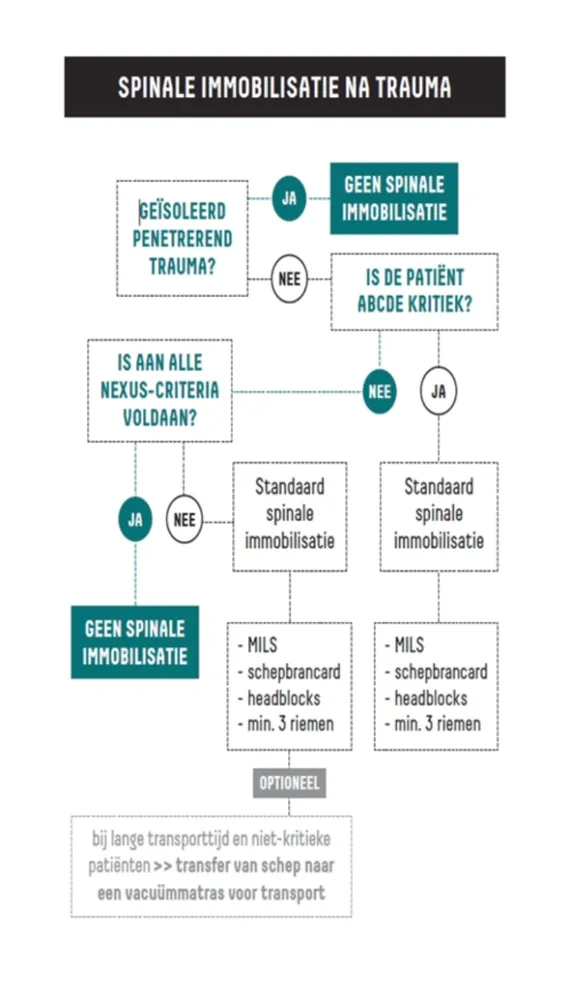 SPINALE IMMOBILISATIE NA TRAUMA
GEÏSOLEERD
PENETREREND
TRAUMA?
JA
GEEN SPINALE
IMMOBILISATIE
NEE
IS DE PATIËNT
ABCDE KRITIEK?
IS AAN ALLE
NEXUS-CRITERIA
VOLDAAN?
NEE
JA
JA
NEE
Standaard
spinale
immobilisatie
Standaard
spinale
immobilisatie
GEEN SPINALE
IMMOBILISATIE
- MILS
- schepbrancard
- headblocks
- min. 3 riemen
- MILS
- schepbrancard
- headblocks
- min. 3 riemen
OPTIONEEL
bij lange transporttijd en niet-kritieke
patiënten >> transfer van schep naar
een vacuümmatras voor transport